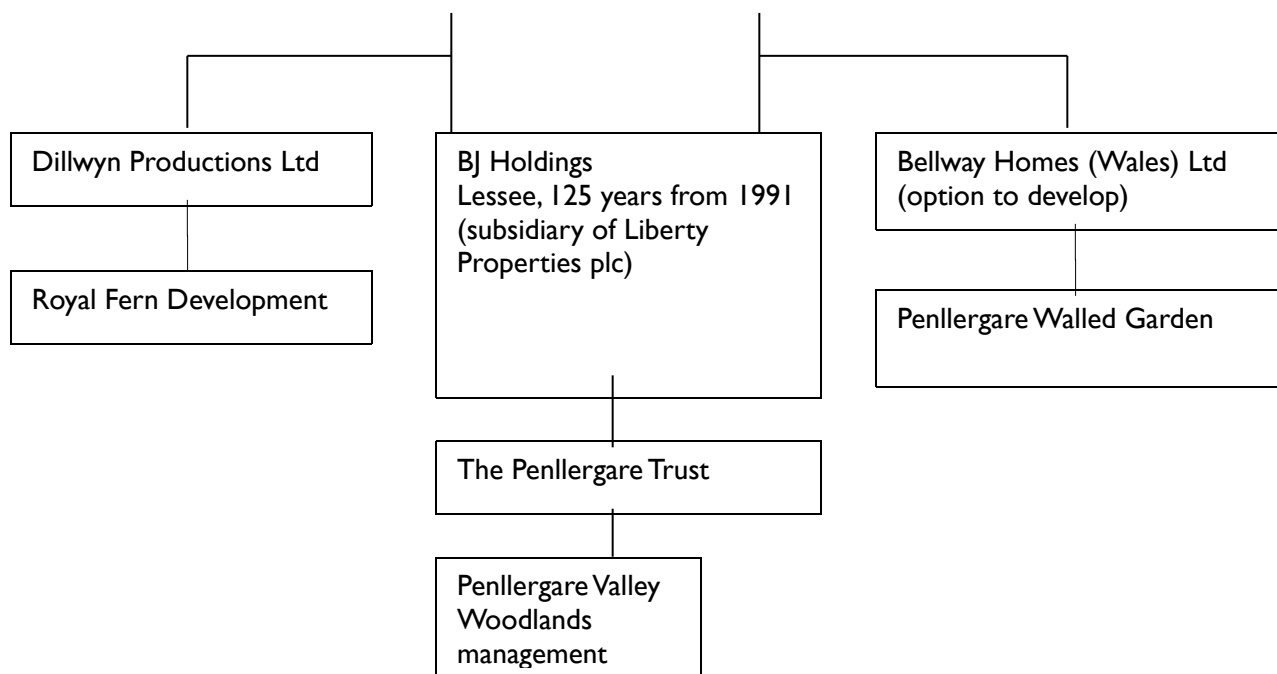 Dillwyn Productions Ltd
BJ Holdings
Lessee, 125 years from 1991
(subsidiary of Liberty
Properties plc)
Bellway Homes (Wales) Ltd
(option to develop)
Royal Fern Development
Penllergare Walled Garden
The Penllergare Trust
Penllergare Valley
Woodlands
management